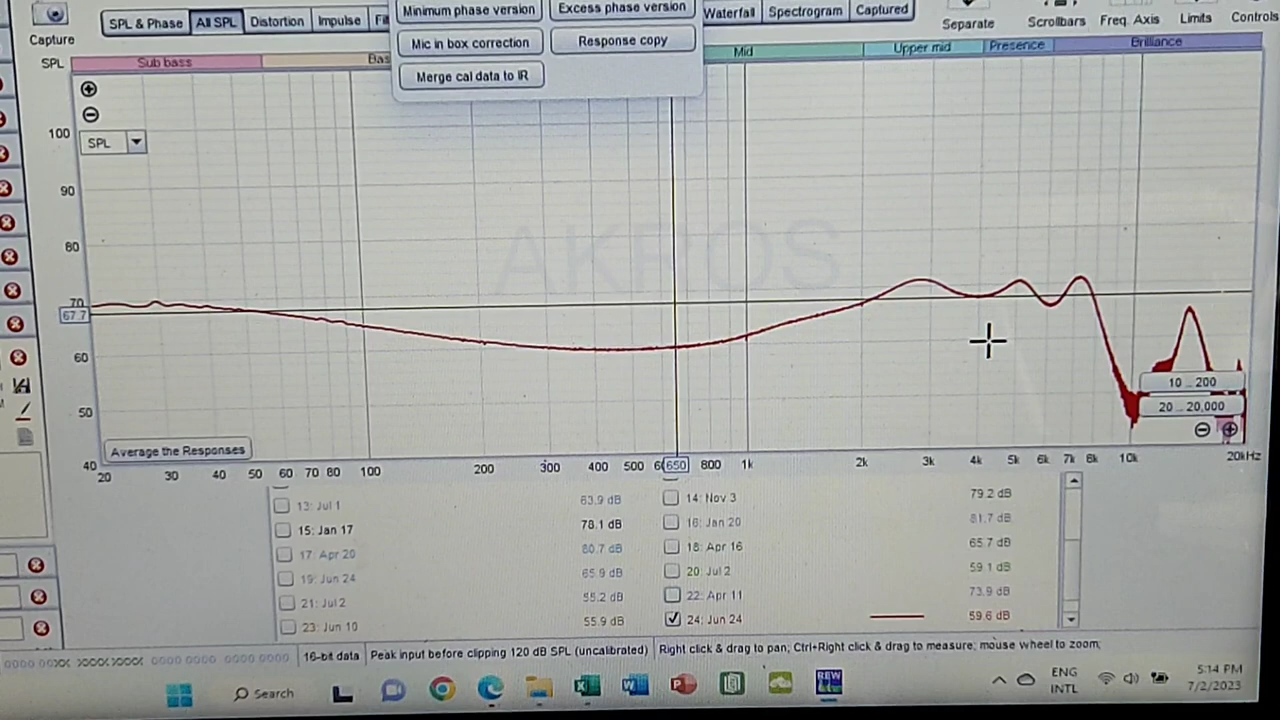 Minimum phase version Excess phase version
Capture SPL & Phase All SPL Distortion Impulse Waterfall Spectrogram Captured Separate Scrollbars Freq. Axis Limits Controls
Mic in box correction Response copy
Merge cal data to IR
SPL Sub bass Mid Upper mid Presence Brilliance
100
SPL
90
80
AKROS
70
67.7
60
10 .. 200
50
20 .. 20,000
Average the Responses
40 20 30 40 50 60 70 80 100 200 300 400 500 650 800 1k 2k 3k 4k 5k 6k 7k 8k 10k 20kHz
13: Jul 1 63.9 dB 14: Nov 3 79.2 dB
15: Jan 17 78.1 dB 16: Jan 20 81.7 dB
17: Apr 20 80.7 dB 18: Apr 16 65.7 dB
19: Jun 24 65.9 dB 20: Jul 2 59.1 dB
21: Jul 2 55.2 dB 22: Apr 11 73.9 dB
23: Jun 10 55.9 dB 24: Jun 24 59.6 dB
16-bit data Peak input before clipping 120 dB SPL (uncalibrated) Right click & drag to pan; Ctrl+Right click & drag to measure; mouse wheel to zoom;
Search REW ENG
INTL
5:14 PM
7/2/2023